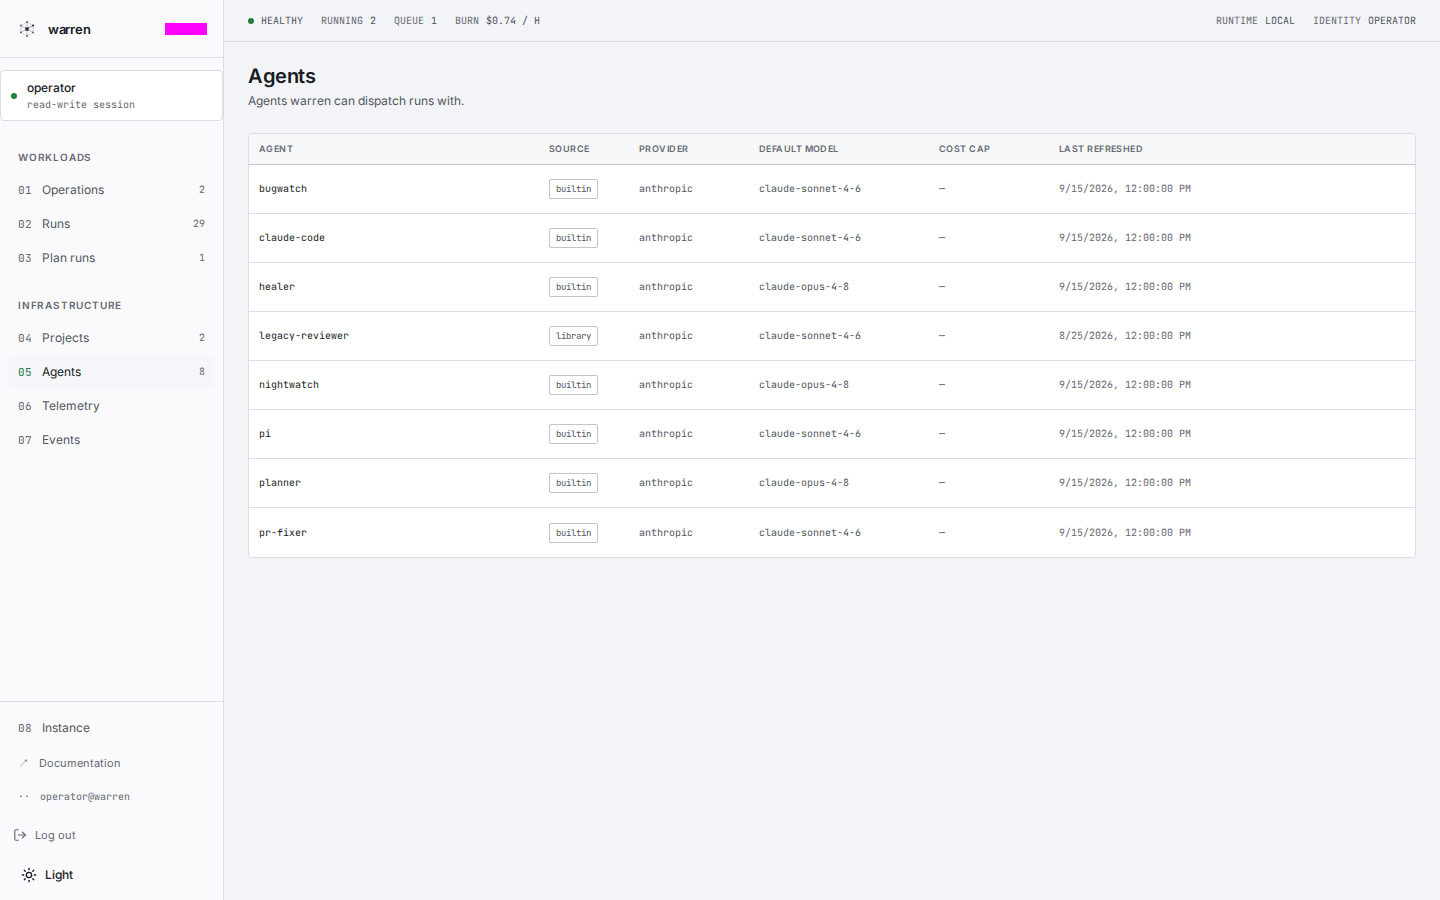 warren
operator
read-write session
WORKLOADS
01 Operations 2
02 Runs 29
03 Plan runs 1
INFRASTRUCTURE
04 Projects 2
05 Agents 8
06 Telemetry
07 Events
08 Instance
Documentation
operator@warren
Log out
Light
HEALTHY RUNNING 2 QUEUE 1 BURN $0.74 / H RUNTIME LOCAL IDENTITY OPERATOR
Agents
Agents warren can dispatch runs with.
AGENT SOURCE PROVIDER DEFAULT MODEL COST CAP LAST REFRESHED
bugwatch builtin anthropic claude-sonnet-4-6 — 9/15/2026, 12:00:00 PM
claude-code builtin anthropic claude-sonnet-4-6 — 9/15/2026, 12:00:00 PM
healer builtin anthropic claude-opus-4-8 — 9/15/2026, 12:00:00 PM
legacy-reviewer library anthropic claude-sonnet-4-6 — 8/25/2026, 12:00:00 PM
nightwatch builtin anthropic claude-opus-4-8 — 9/15/2026, 12:00:00 PM
pi builtin anthropic claude-sonnet-4-6 — 9/15/2026, 12:00:00 PM
planner builtin anthropic claude-opus-4-8 — 9/15/2026, 12:00:00 PM
pr-fixer builtin anthropic claude-sonnet-4-6 — 9/15/2026, 12:00:00 PM